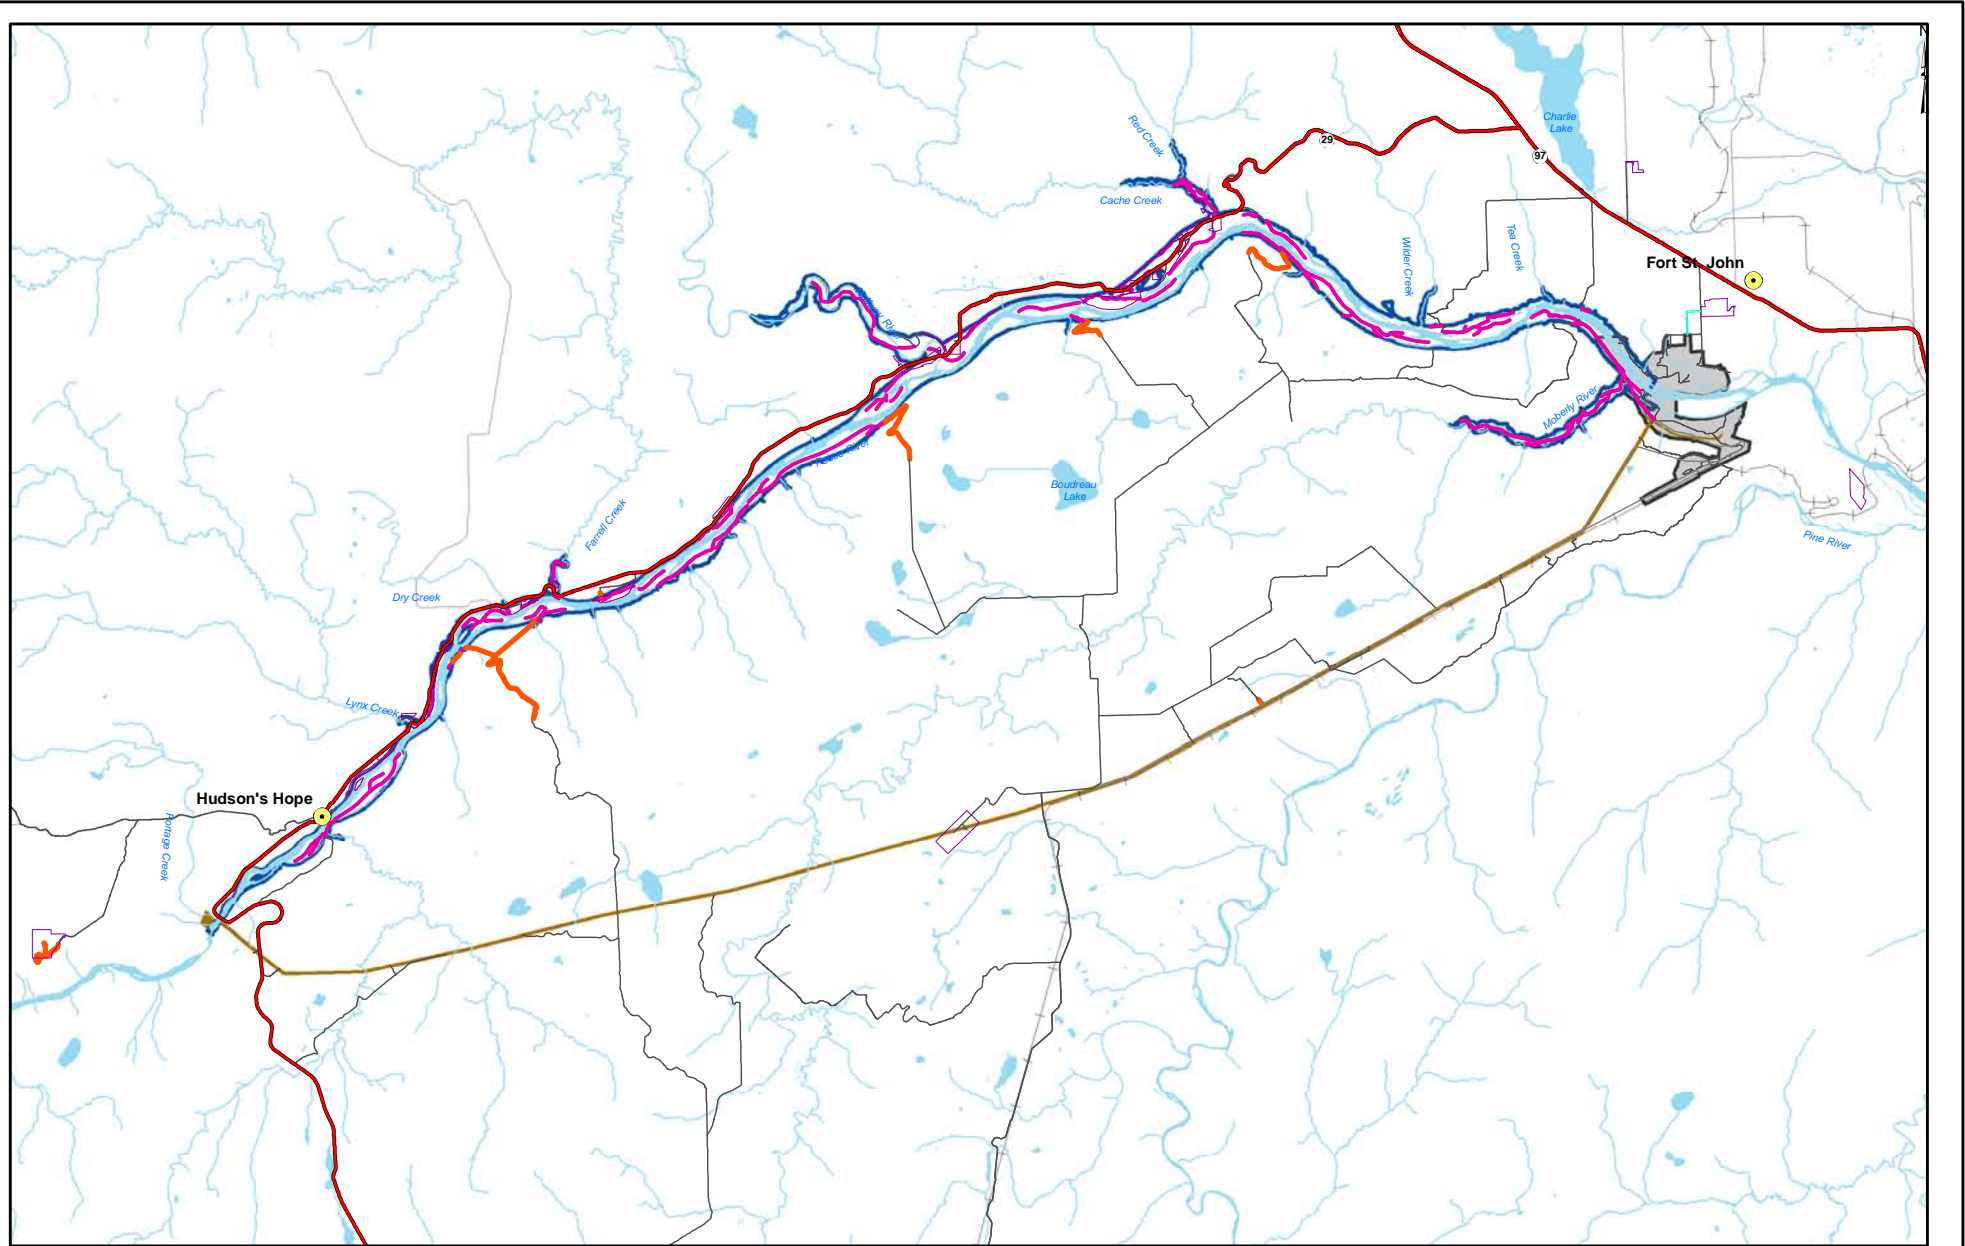 Charlie
Lake
Red Creek
29
97
Cache Creek
Wilder Creek
Tea Creek
Fort St. John
Moberly River
Boudreau
Lake
Farrell Creek
Pine River
Dry Creek
Lynx Creek
Hudson's Hope
Portage Creek